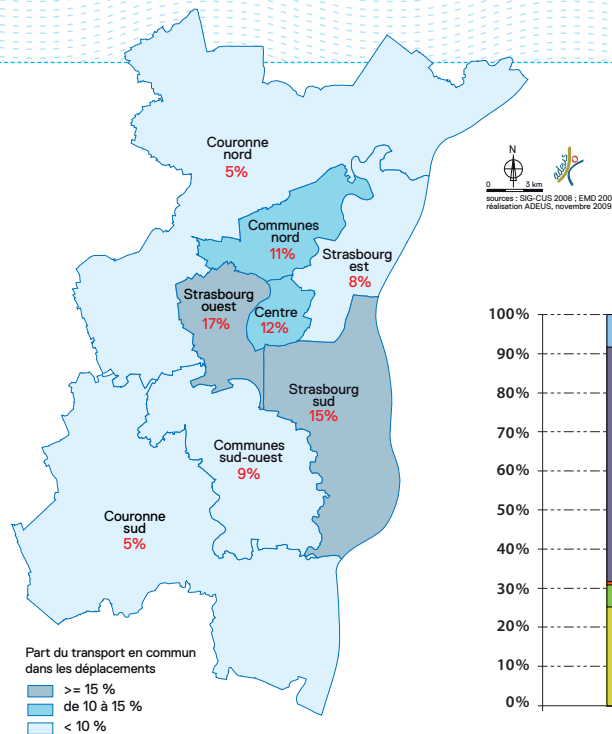 Couronne
nord
5%
Communes
nord
11%
Strasbourg
est
8%
Strasbourg
ouest
17%
Centre
12%
Strasbourg
sud
15%
Communes
sud-ouest
9%
Couronne
sud
5%
Part du transport en commun
dans les déplacements
>= 15 %
de 10 à 15 %
< 10 %
N
adeus
0 3 km
sources : SIG-CUS 2008 ; EMD 200
réalisation ADEUS, novembre 2009
100%
90%
80%
70%
60%
50%
40%
30%
20%
10%
0%